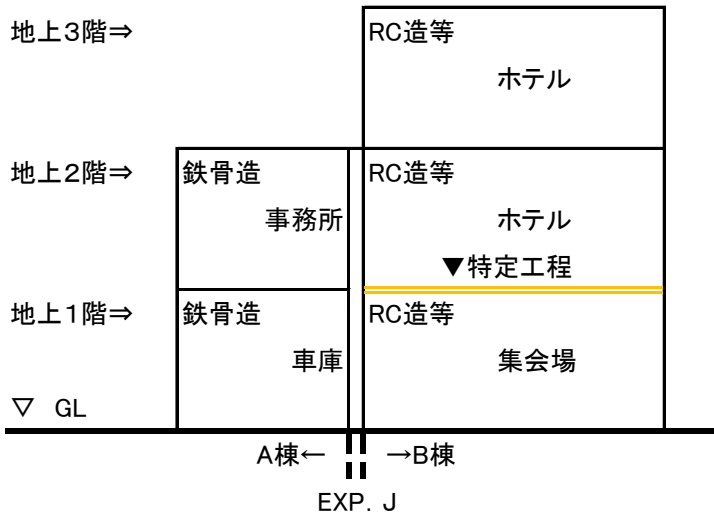 地上3階⇒
RC造等
ホテル
地上2階⇒
鉄骨造
RC造等
事務所
ホテル
▼特定工程
地上1階⇒
鉄骨造
RC造等
車庫
集会場
▽ GL
A棟←
→B棟
EXP. J